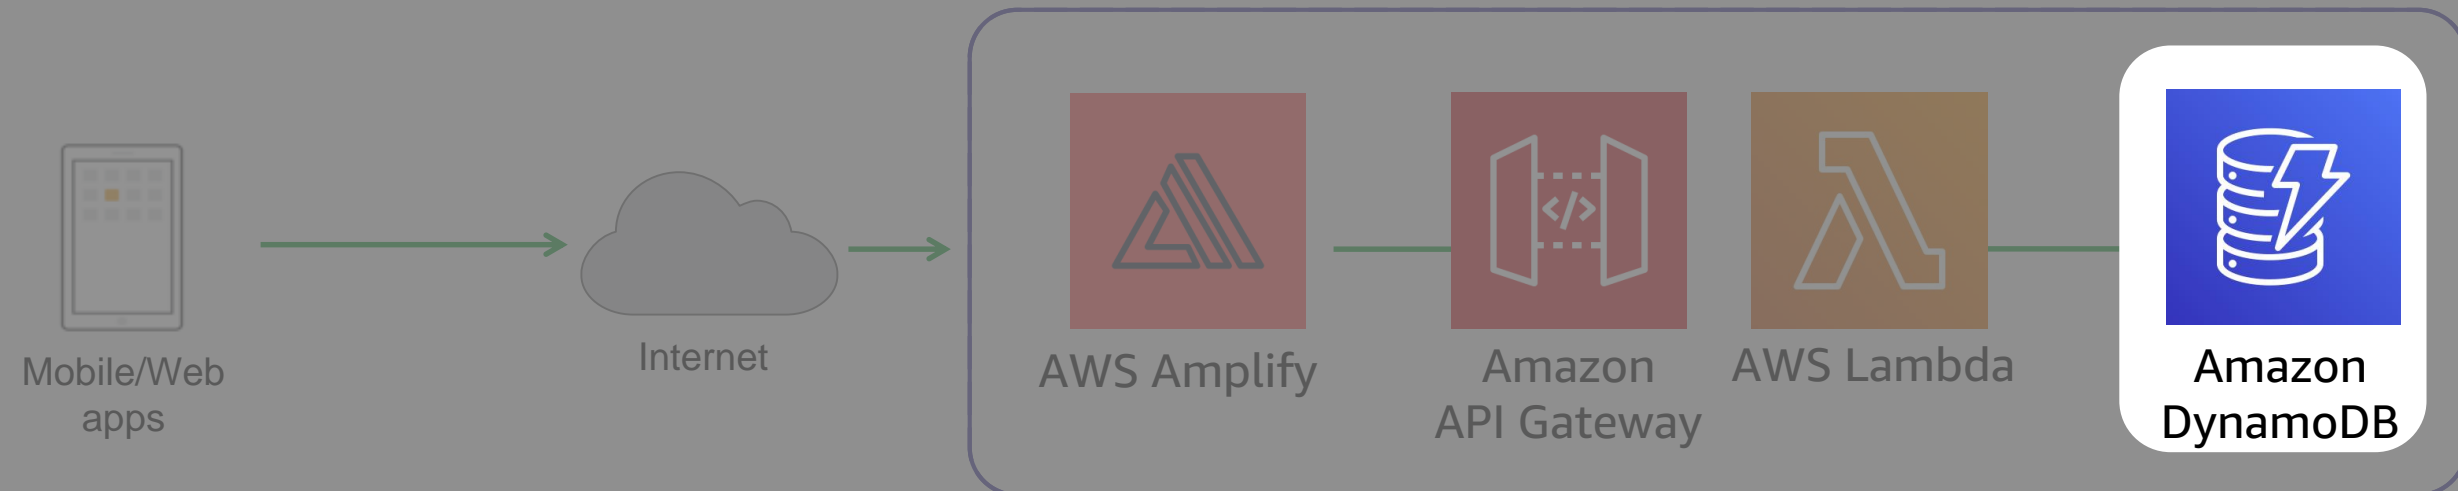 Mobile/Web
apps
Internet
AWS Amplify
Amazon
API Gateway
</>
AWS Lambda
Amazon
DynamoDB